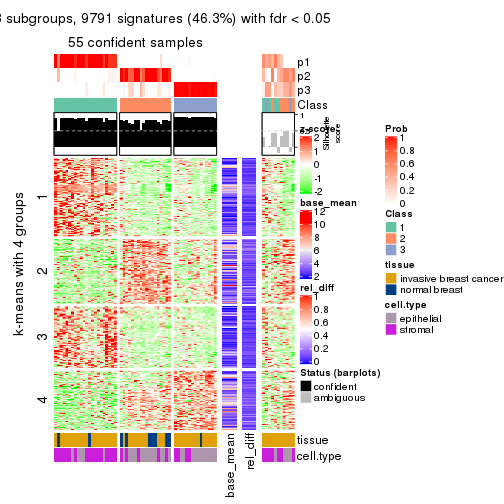 3 subgroups, 9791 signatures (46.3%) with fdr < 0.05
55 confident samples
p1
p2
p3
Class
1
0
Silhouette
score
z-score
2
1
0
-1
-2
base_mean
12
10
8
6
4
2
rel_diff
1
0.8
0.6
0.4
0.2
0
Status (barplots)
confident
ambiguous
Prob
1
0.8
0.6
0.4
0.2
0
Class
1
2
3
tissue
invasive breast cancer
normal breast
cell.type
epithelial
stromal
k-means with 4 groups
1
2
3
4
tissue
cell.type
base_mean
rel_diff